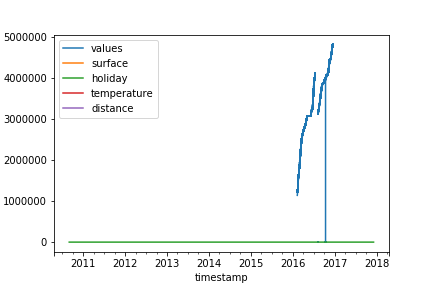 5000000
4000000
3000000
2000000
1000000
0
values
surface
holiday
temperature
distance
2011 2012 2013 2014 2015 2016 2017 2018
timestamp